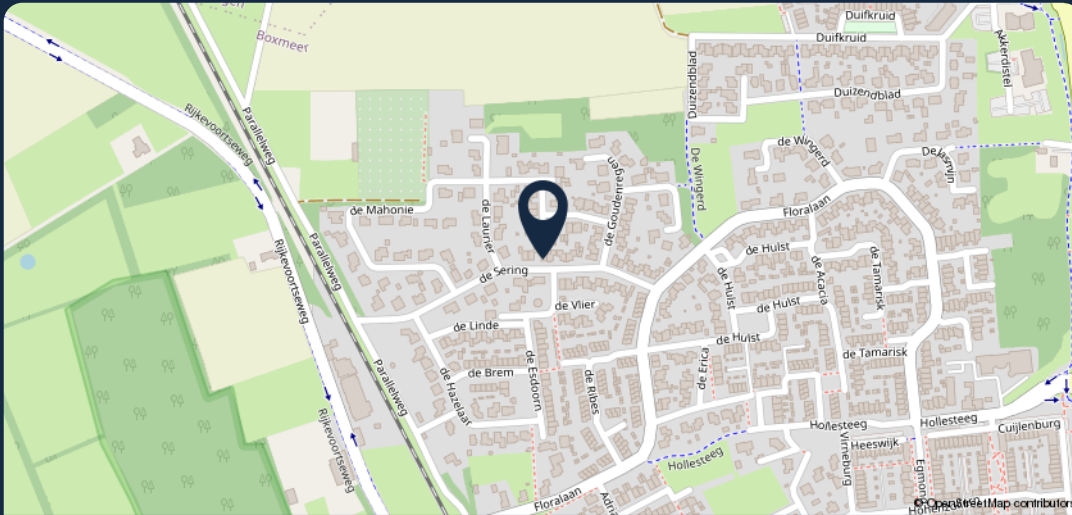 Duifkruid
Duifkruid
Boxmeer
Akkerdistel
Duizendblad
Duizendblad
Rijkevoortseweg
Parallelweg
de Wingerd
De Jasmijn
De Wingerd
de Goudenregen
de Mahonie
de Laurier
Floralaan
Parallelweg
Rijkevoortseweg
de Hulst
de Sering
de Hulst
de Acacia
de Tamarisk
de Vlier
de Hulst
de Linde
de Hulst
de Tamarisk
de Erica
de Brem
de Esdoorn
de Hazelaar
de Ribes
Parallelweg
Rijkevoortseweg
Hollesteeg
Hollesteeg
Cuijlenburg
Heeswijk
Virneburg
Hollesteeg
Floralaan
© OpenStreetMap contributors